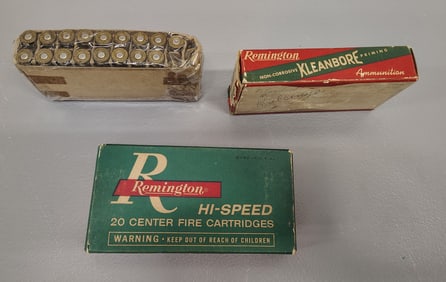 Remington
KLEANBORE PRIMING
NON-CORROSIVE
Ammunition
R
Remington
HI-SPEED
20 CENTER FIRE CARTRIDGES
WARNING • KEEP OUT OF REACH OF CHILDREN